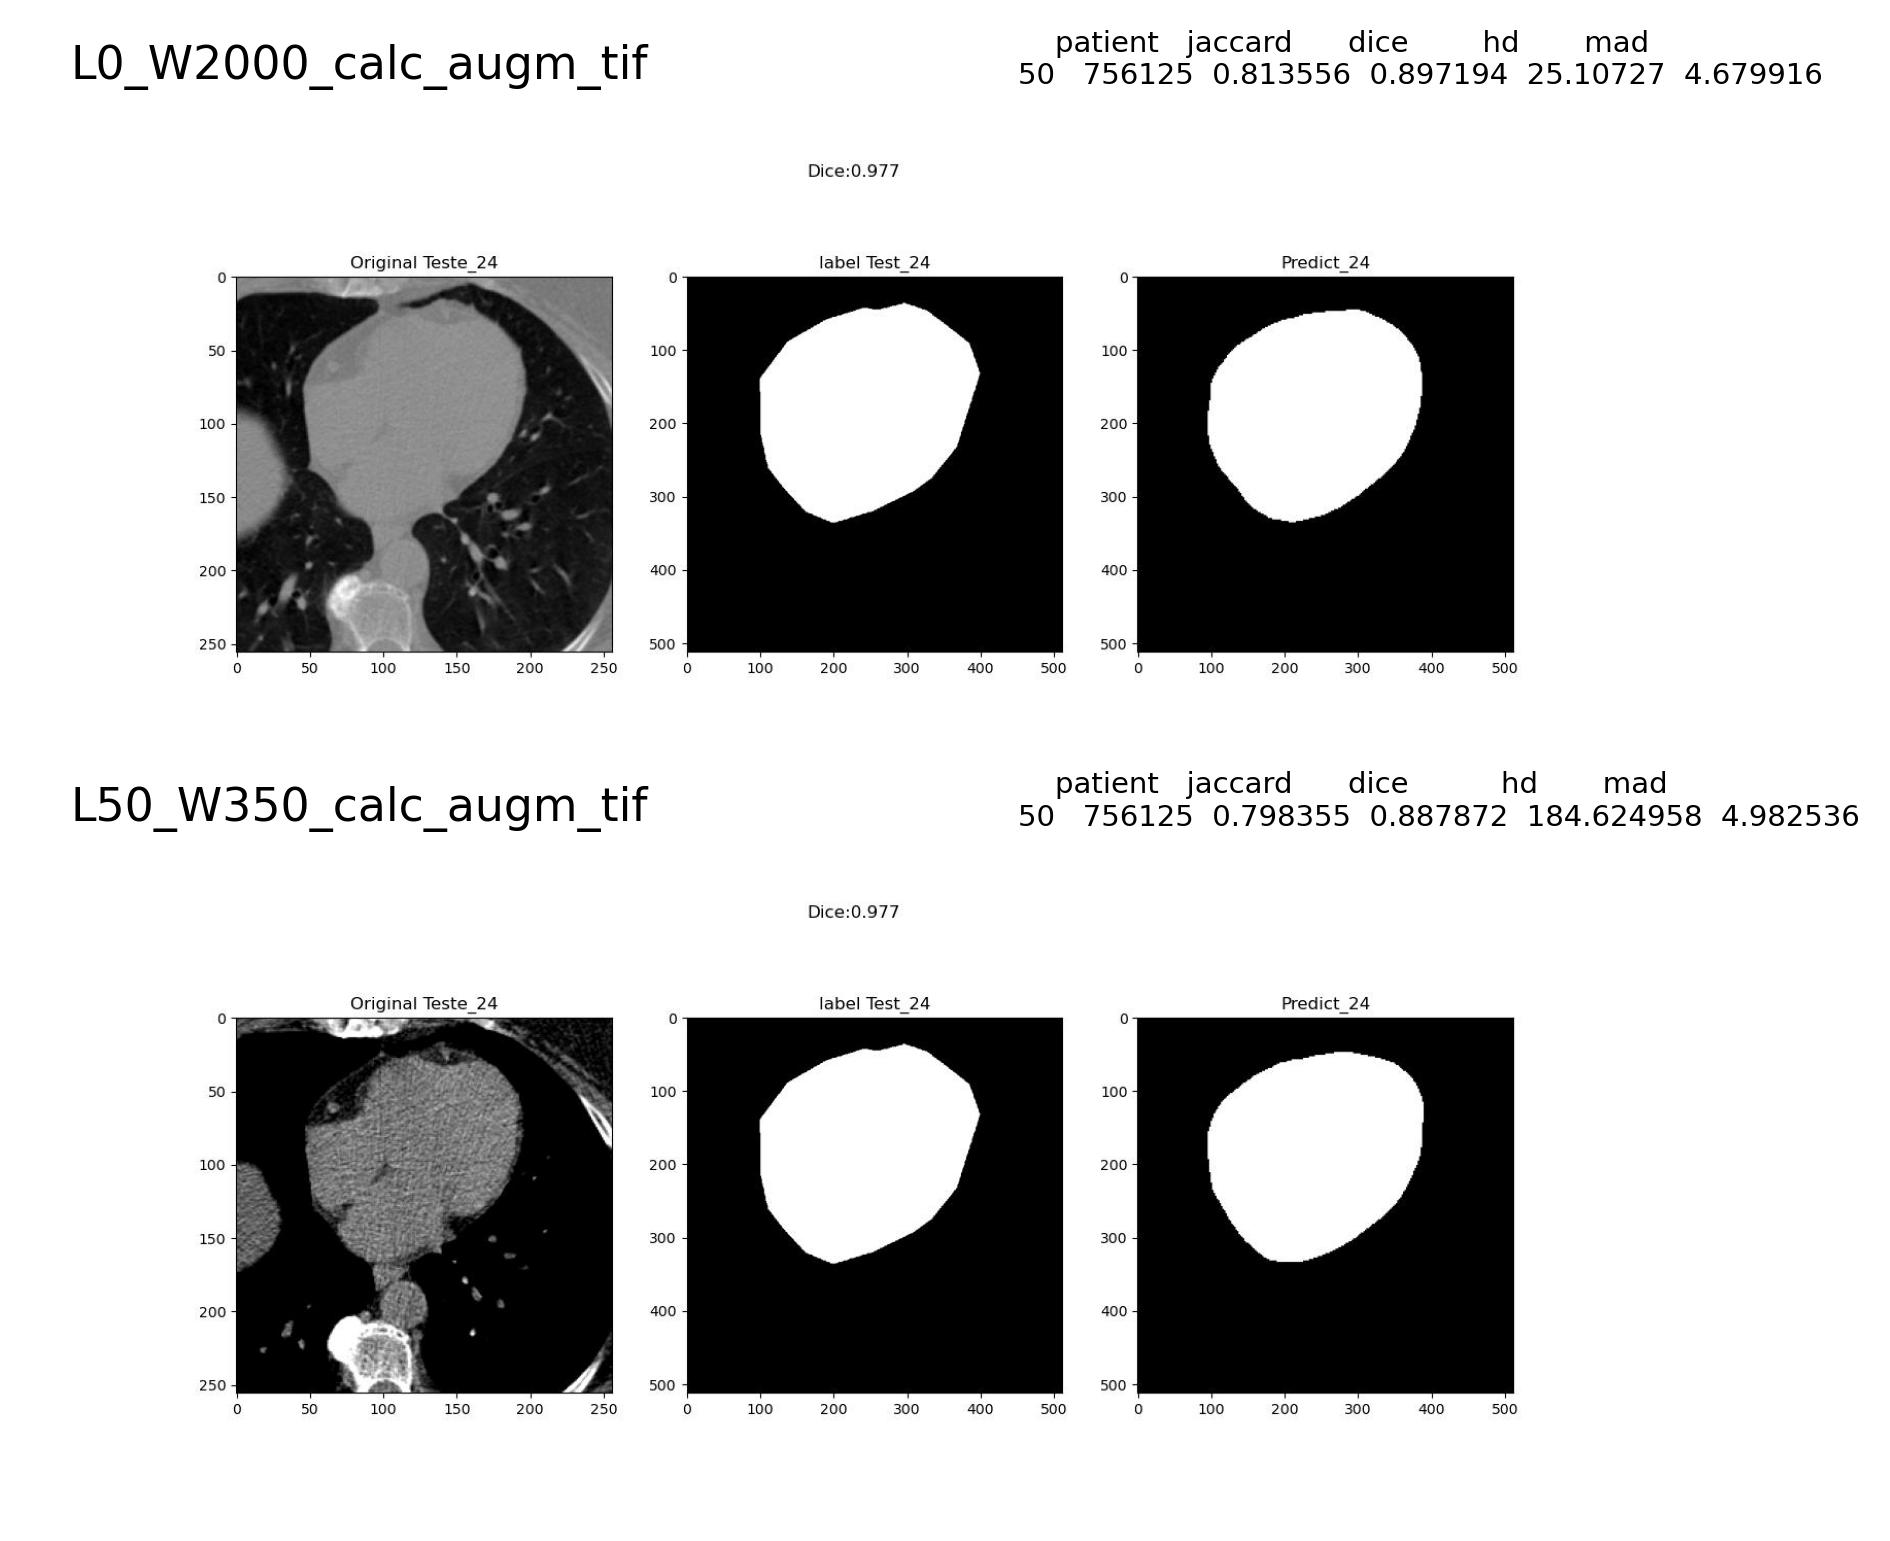 L0_W2000_calc_augm_tif
patient jaccard dice hd mad
50 756125 0.813556 0.897194 25.10727 4.679916
Dice:0.977
Original Teste_24
label Test_24
Predict_24
0
50
100
150
200
250
0 50 100 150 200 250
0
100
200
300
400
500
0 100 200 300 400 500
0
100
200
300
400
500
0 100 200 300 400 500
L50_W350_calc_augm_tif
patient jaccard dice hd mad
50 756125 0.798355 0.887872 184.624958 4.982536
Dice:0.977
Original Teste_24
label Test_24
Predict_24
0
50
100
150
200
250
0 50 100 150 200 250
0
100
200
300
400
500
0 100 200 300 400 500
0
100
200
300
400
500
0 100 200 300 400 500